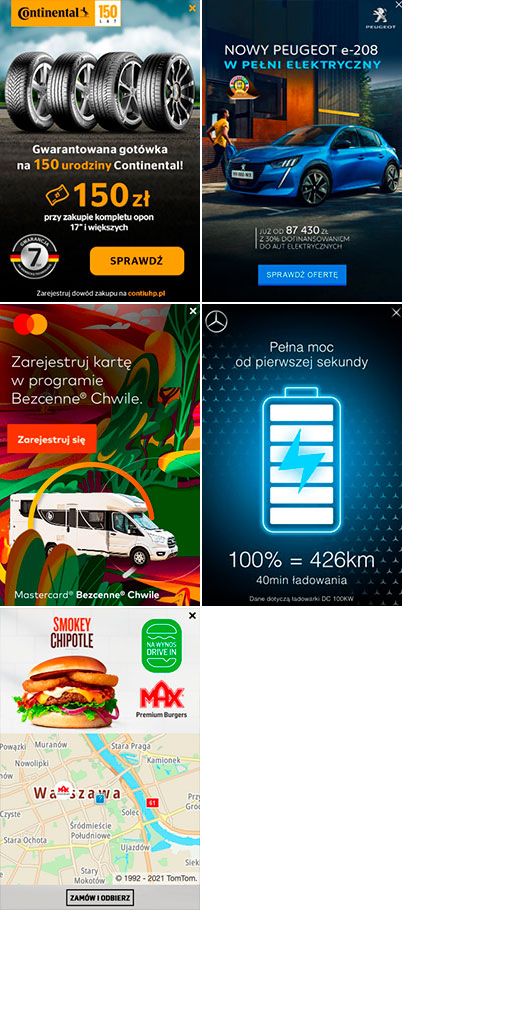 Continental
150
LAT
Gwarantowana gotówka
na 150 urodziny Continental!
150 zł
przy zakupie kompletu opon
17" i większych
GWARANCJA
7
SPRAWDŹ
Zarejestruj dowód zakupu na contiuhp.pl
PEUGEOT
NOWY PEUGEOT e-208
W PEŁNI ELEKTRYCZNY
JUŻ OD 87 430 ZŁ
Z 30% DOFINANSOWANIEM
DO AUT ELEKTRYCZNYCH
SPRAWDŹ OFERTĘ
Zarejestruj kartę
w programie
Bezcenne® Chwile.
Zarejestruj się
Mastercard® Bezcenne® Chwile
Pełna moc
od pierwszej sekundy
100% = 426km
40min ładowania
Dane dotyczą ładowarki DC 100KW
SMOKEY
CHIPOTLE
NA WYNOS
DRIVE IN
MAX
Premium Burgers
Powązki
Muranów
Stara Praga
Nowolipki
Kamionek
MAX
Warszawa
61
Czyste
Solec
Śródmieście
Południowe
Stara Ochota
Ujazdów
Stary
Mokotów
© 1992 - 2021 TomTom.
ZAMÓW I ODBIERZ